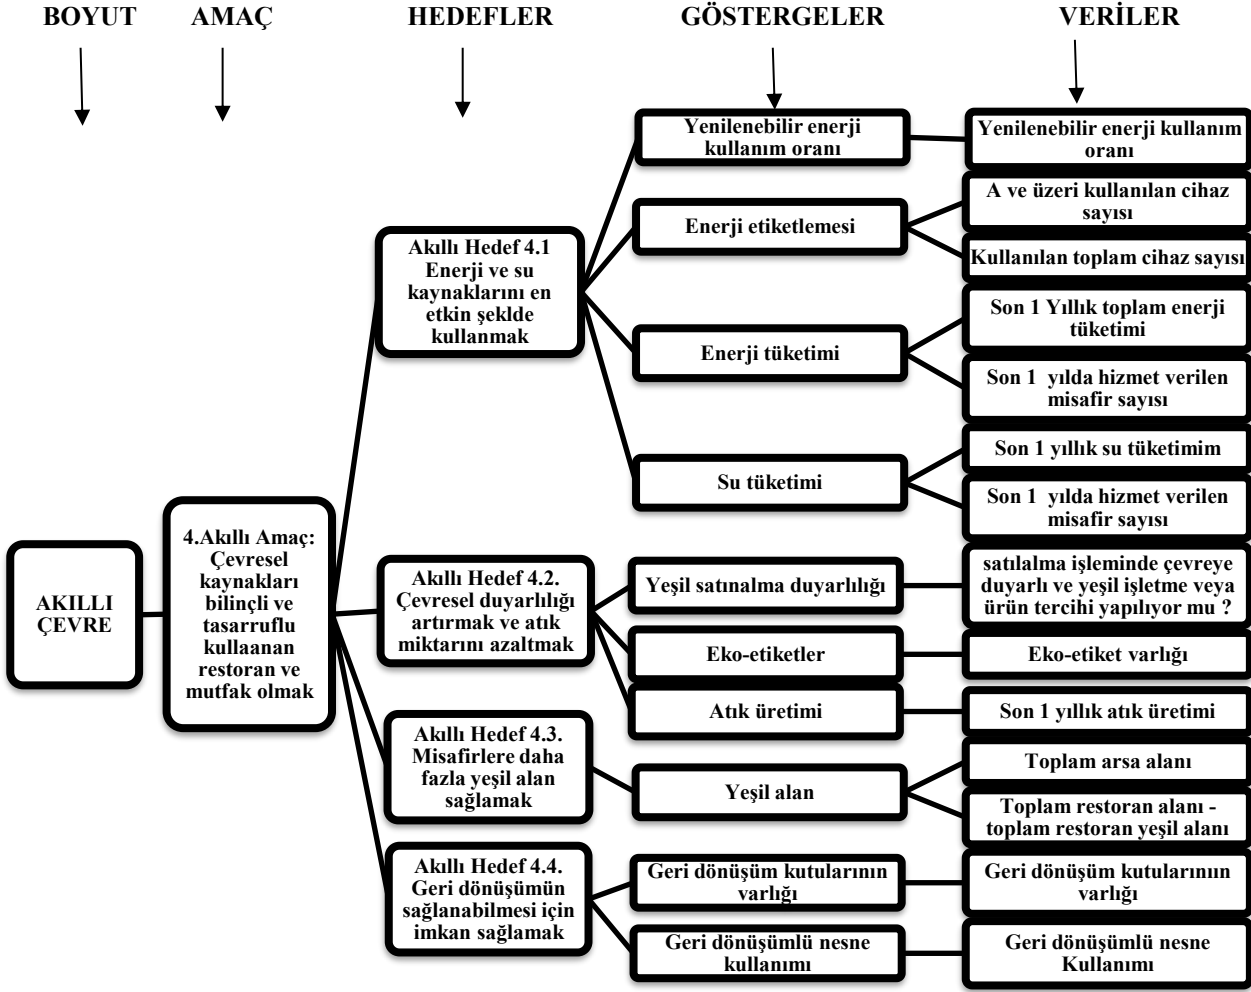 BOYUT AMAÇ HEDEFLER GÖSTERGELER VERİLER
AKILLI
ÇEVRE
4.Akıllı Amaç:
Çevresel
kaynakları
bilinçli ve
tasarruflu
kullaanan
restoran ve
mutfak olmak
Akıllı Hedef 4.1
Enerji ve su
kaynaklarını en
etkin şeklde
kullanmak
Yenilenebilir enerji
kullanım oranı
Yenilenebilir enerji kullanım
oranı
Enerji etiketlemesi
A ve üzeri kullanılan cihaz
sayısı
Kullanılan toplam cihaz sayısı
Enerji tüketimi
Son 1 Yıllık toplam enerji
tüketimi
Son 1 yılda hizmet verilen
misafir sayısı
Su tüketimi
Son 1 yıllık su tüketimim
Son 1 yılda hizmet verilen
misafir sayısı
Akıllı Hedef 4.2.
Çevresel duyarlılığı
artırmak ve atık
miktarını azaltmak
Yeşil satınalma duyarlılığı
satılalma işleminde çevreye
duyarlı ve yeşil işletme veya
ürün tercihi yapılıyor mu ?
Eko-etiketler
Eko-etiket varlığı
Atık üretimi
Son 1 yıllık atık üretimi
Akıllı Hedef 4.3.
Misafirlere daha
fazla yeşil alan
sağlamak
Yeşil alan
Toplam arsa alanı
Toplam restoran alanı -
toplam restoran yeşil alanı
Akıllı Hedef 4.4.
Geri dönüşümün
sağlanabilmesi için
imkan sağlamak
Geri dönüşüm kutularının
varlığı
Geri dönüşüm kutularınıın
varlığı
Geri dönüşümlü nesne
kullanımı
Geri dönüşümlü nesne
Kullanımı